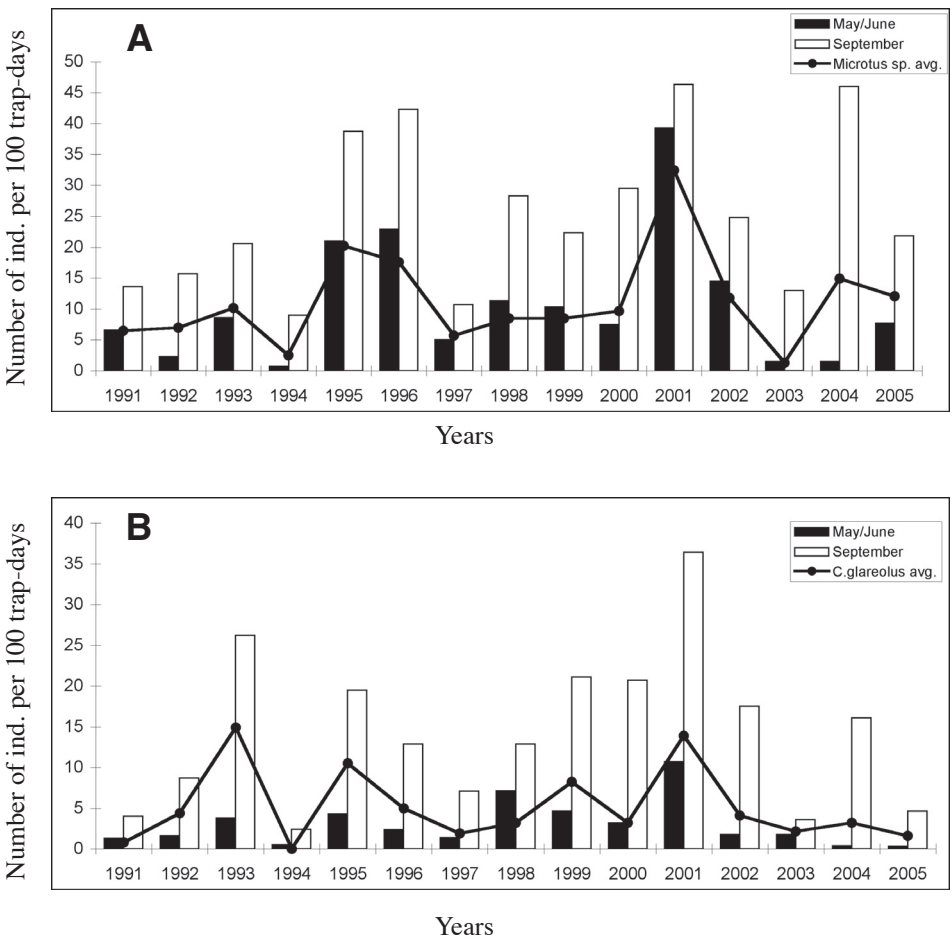 A
May/June
September
Microtus sp. avg.
Number of ind. per 100 trap-days
50
45
40
35
30
25
20
15
10
5
0
1991 1992 1993 1994 1995 1996 1997 1998 1999 2000 2001 2002 2003 2004 2005
Years
B
May/June
September
C.glareolus avg.
Number of ind. per 100 trap-days
40
35
30
25
20
15
10
5
0
1991 1992 1993 1994 1995 1996 1997 1998 1999 2000 2001 2002 2003 2004 2005
Years